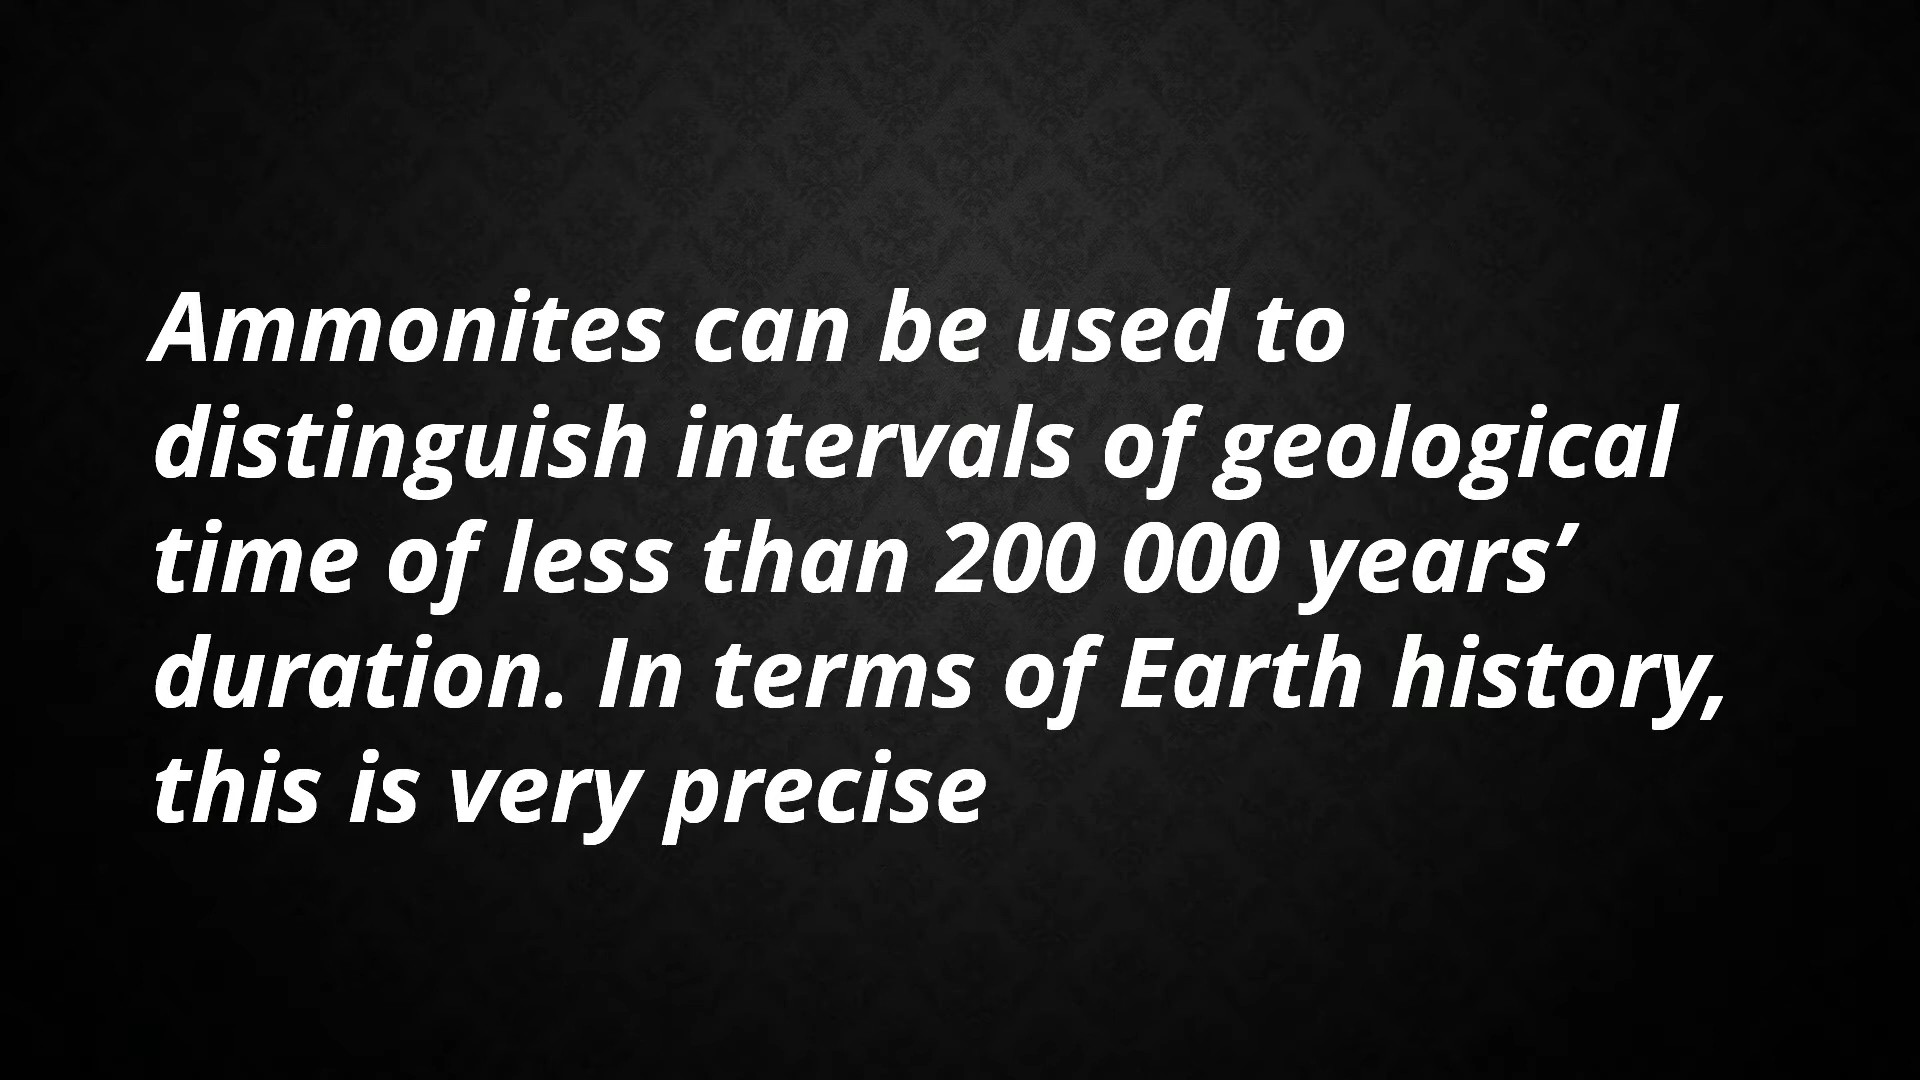 Ammonites can be used to
distinguish intervals of geological
time of less than 200 000 years’
duration. In terms of Earth history,
this is very precise